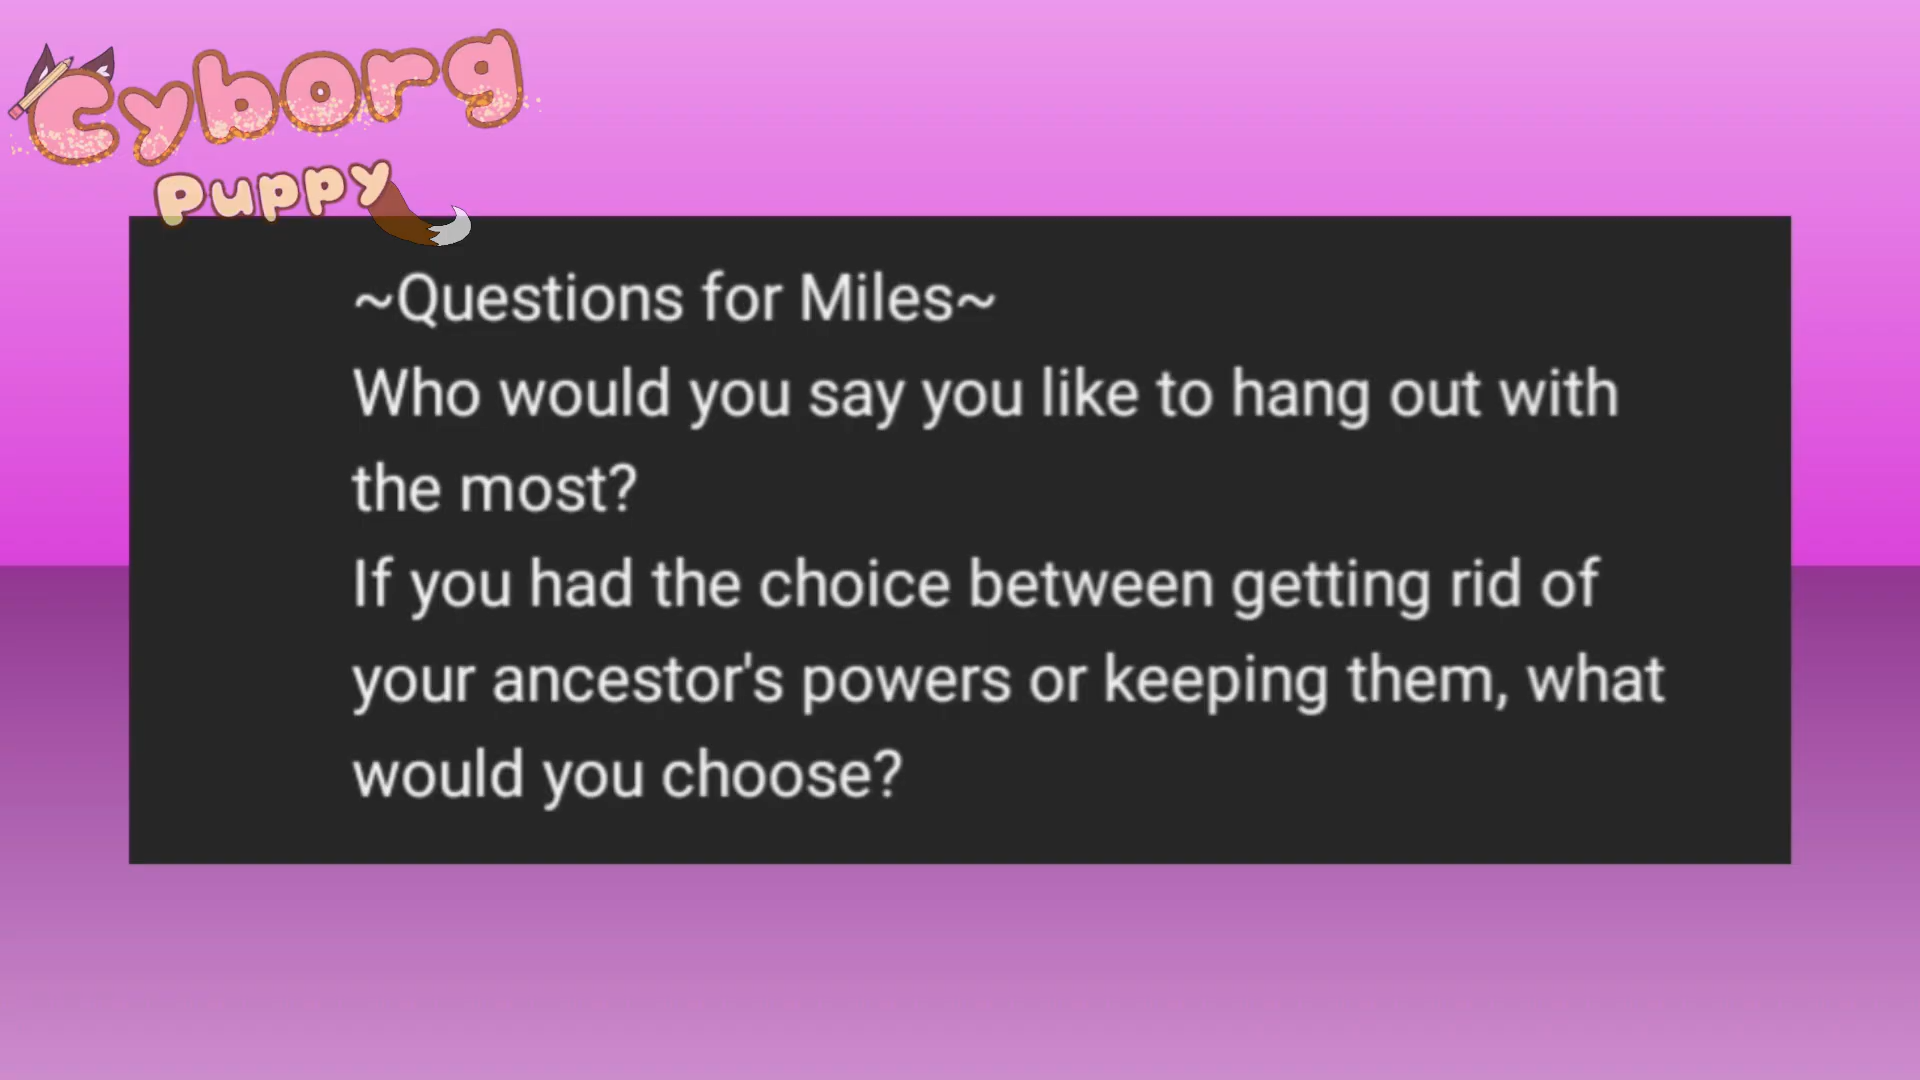 Cyborg
Puppy
~Questions for Miles~
Who would you say you like to hang out with
the most?
If you had the choice between getting rid of
your ancestor's powers or keeping them, what
would you choose?